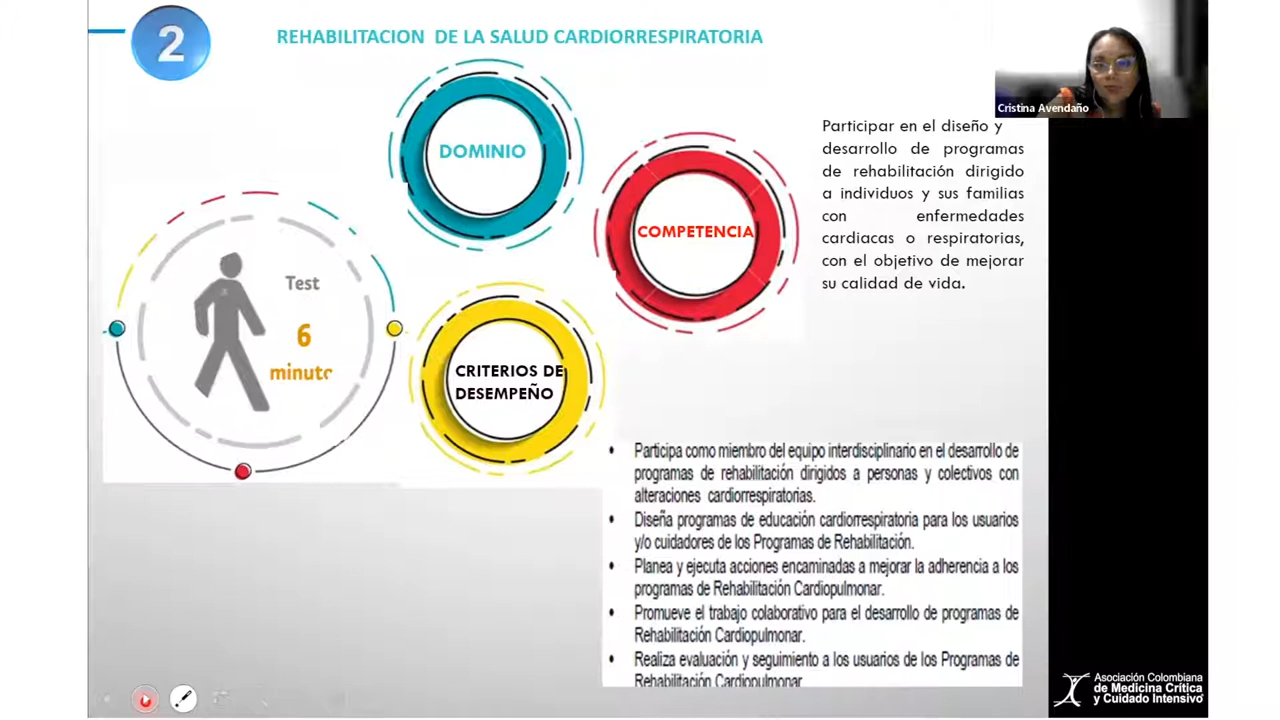 2
REHABILITACION DE LA SALUD CARDIORRESPIRATORIA
Cristina Avendaño
DOMINIO
COMPETENCIA
Participar en el diseño y
desarrollo de programas
de rehabilitación dirigido
a individuos y sus familias
con enfermedades
cardiacas o respiratorias,
con el objetivo de mejorar
su calidad de vida.
Test
6
minutc
CRITERIOS DE
DESEMPEÑO
• Participa como miembro del equipo interdisciplinario en el desarrollo de
programas de rehabilitación dirigidos a personas y colectivos con
alteraciones cardiorrespiratorias.
• Diseña programas de educación cardiorrespiratoria para los usuarios
y/o cuidadores de los Programas de Rehabilitación.
• Planea y ejecuta acciones encaminadas a mejorar la adherencia a los
programas de Rehabilitación Cardiopulmonar.
• Promueve el trabajo colaborativo para el desarrollo de programas de
Rehabilitación Cardiopulmonar.
• Realiza evaluación y seguimiento a los usuarios de los Programas de
Rehabilitación Cardiopulmonar
Asociación Colombiana
de Medicina Crítica
y Cuidado Intensivo